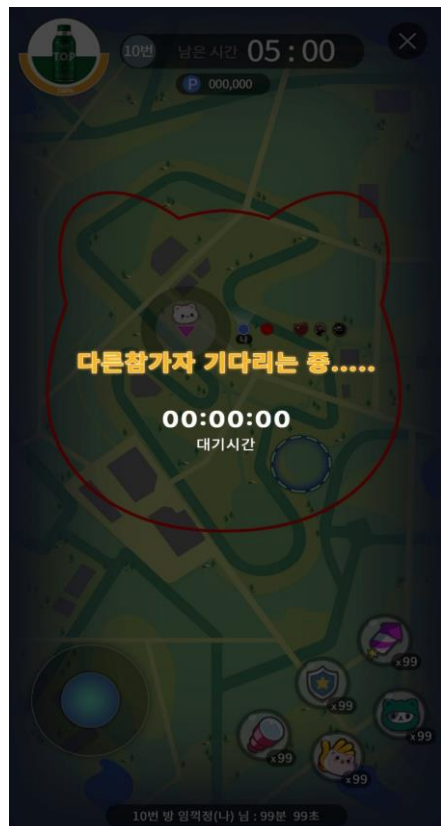 TOP
10번
남은 시간 05 : 00
P 000,000
나
다른참가자 기다리는 중.....
00:00:00
대기시간
x99
x99
x99
x99
x99
10번 방 임꺽정(나) 님 : 99분 99초